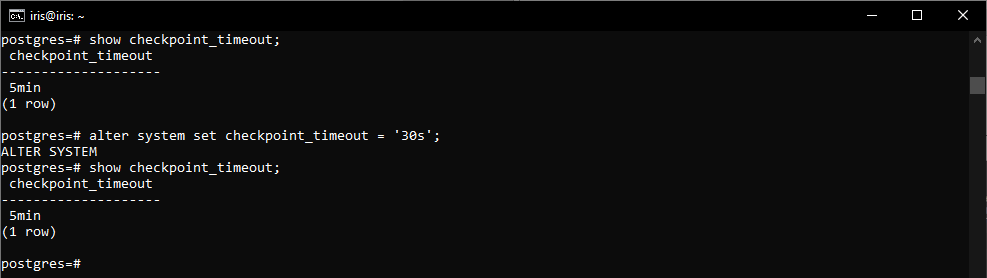 iris@iris: ~
postgres=# show checkpoint_timeout;
 checkpoint_timeout
--------------------
 5min
(1 row)

postgres=# alter system set checkpoint_timeout = '30s';
ALTER SYSTEM
postgres=# show checkpoint_timeout;
 checkpoint_timeout
--------------------
 5min
(1 row)

postgres=#